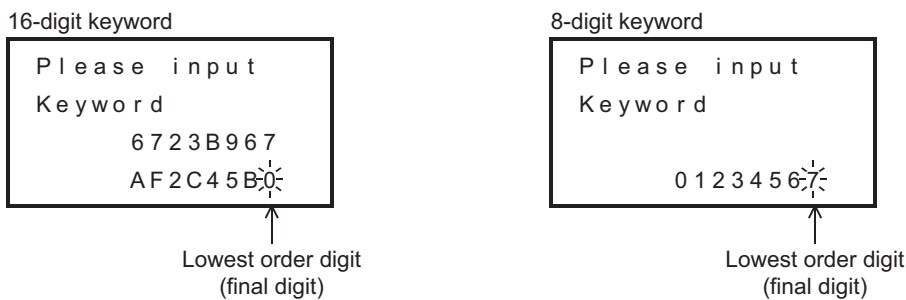 16-digit keyword
Please input
Keyword
6723B967
AF2C45B0
Lowest order digit
(final digit)
8-digit keyword
Please input
Keyword
01234567
Lowest order digit
(final digit)